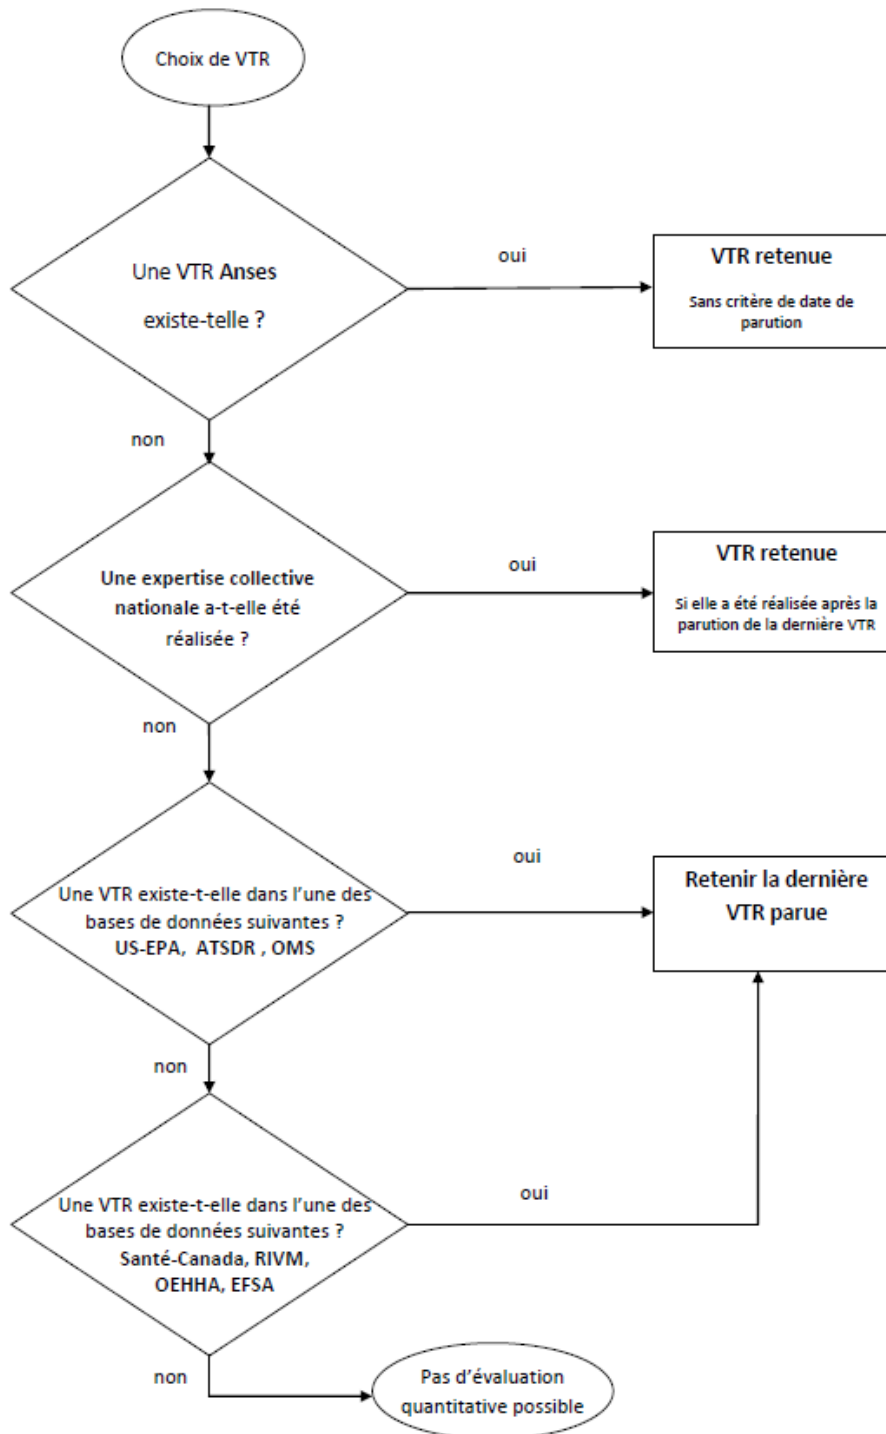 Choix de VTR
Une VTR Anses
existe-telle ?
oui
VTR retenue
Sans critère de date de
parution
non
Une expertise collective
nationale a-t-elle été
réalisée ?
oui
VTR retenue
Si elle a été réalisée après la
parution de la dernière VTR
non
Une VTR existe-t-elle dans l'une des
bases de données suivantes ?
US-EPA, ATSDR , OMS
oui
Retenir la dernière
VTR parue
non
Une VTR existe-t-elle dans l'une des
bases de données suivantes ?
Santé-Canada, RIVM,
OEHHA, EFSA
oui
non
Pas d'évaluation
quantitative possible